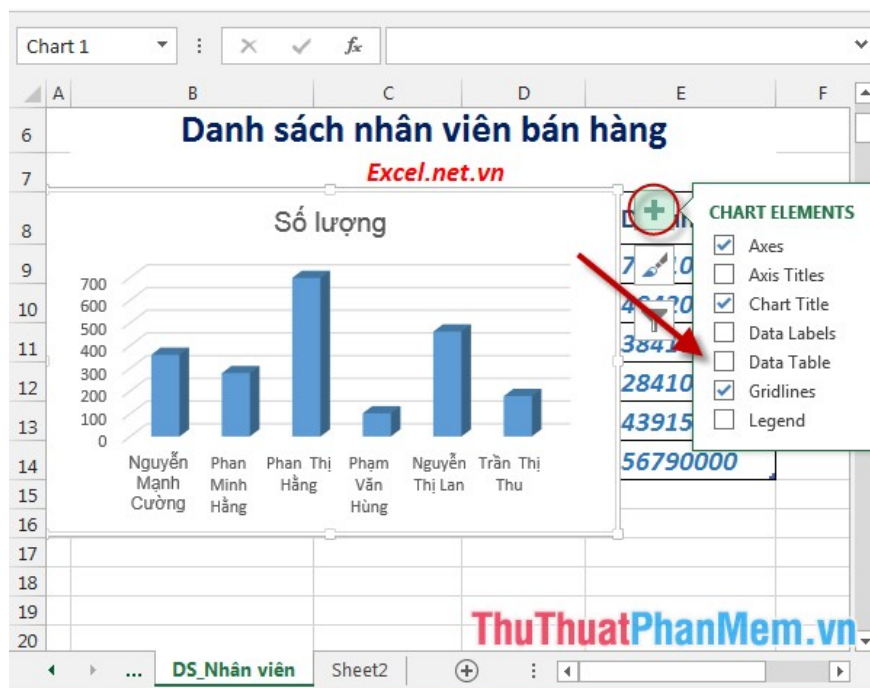 Chart 1
fx
A B C D E F
6 Danh sách nhân viên bán hàng
7 Excel.net.vn
8
9
10
11
12
13
14
15
16
17
18
19
20
Số lượng
700
600
500
400
300
200
100
0
Nguyễn Mạnh Cường
Phan Minh Hằng
Phan Thị Hằng
Phạm Văn Hùng
Nguyễn Thị Lan
Trần Thị Thu
28410
43915
56790000
CHART ELEMENTS
Axes
Axis Titles
Chart Title
Data Labels
Data Table
Gridlines
Legend
ThuThuatPhanMem.vn
... DS_Nhân viên Sheet2